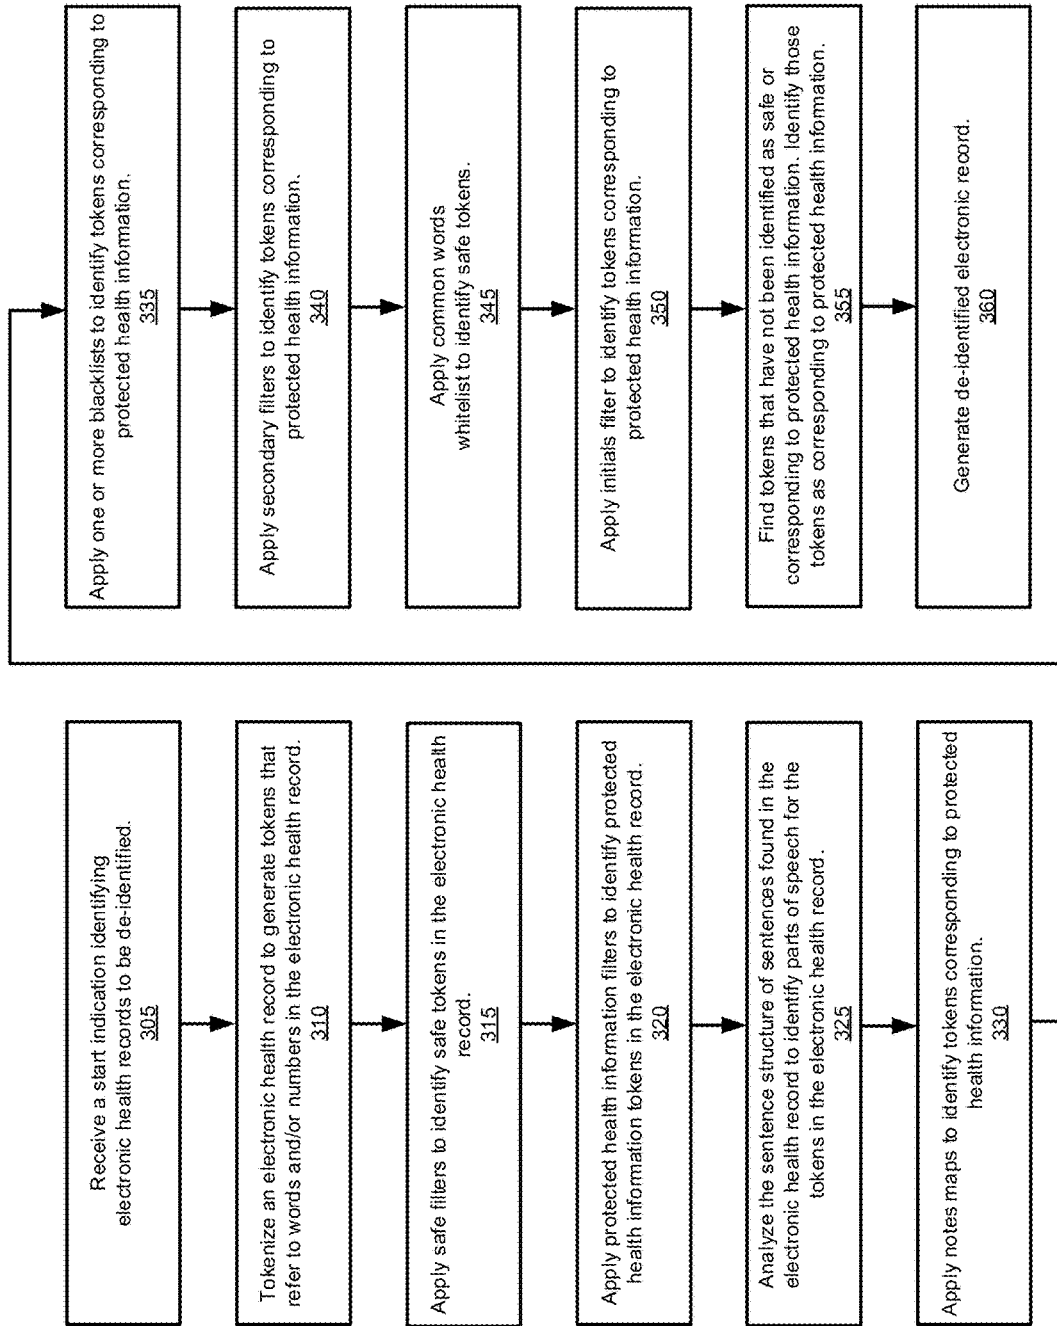 Receive a start indication identifying
electronic health records to be de-identified.
305
Tokenize an electronic health record to generate tokens that
refer to words and/or numbers in the electronic health record.
310
Apply safe filters to identify safe tokens in the electronic health
record.
315
Apply protected health information filters to identify protected
health information tokens in the electronic health record.
320
Analyze the sentence structure of sentences found in the
electronic health record to identify parts of speech for the
tokens in the electronic health record.
325
Apply notes maps to identify tokens corresponding to protected
health information.
330
Apply one or more blacklists to identify tokens corresponding to
protected health information.
335
Apply secondary filters to identify tokens corresponding to
protected health information.
340
Apply common words
whitelist to identify safe tokens.
345
Apply initials filter to identify tokens corresponding to
protected health information.
350
Find tokens that have not been identified as safe or
corresponding to protected health information. Identify those
tokens as corresponding to protected health information.
355
Generate de-identified electronic record.
360